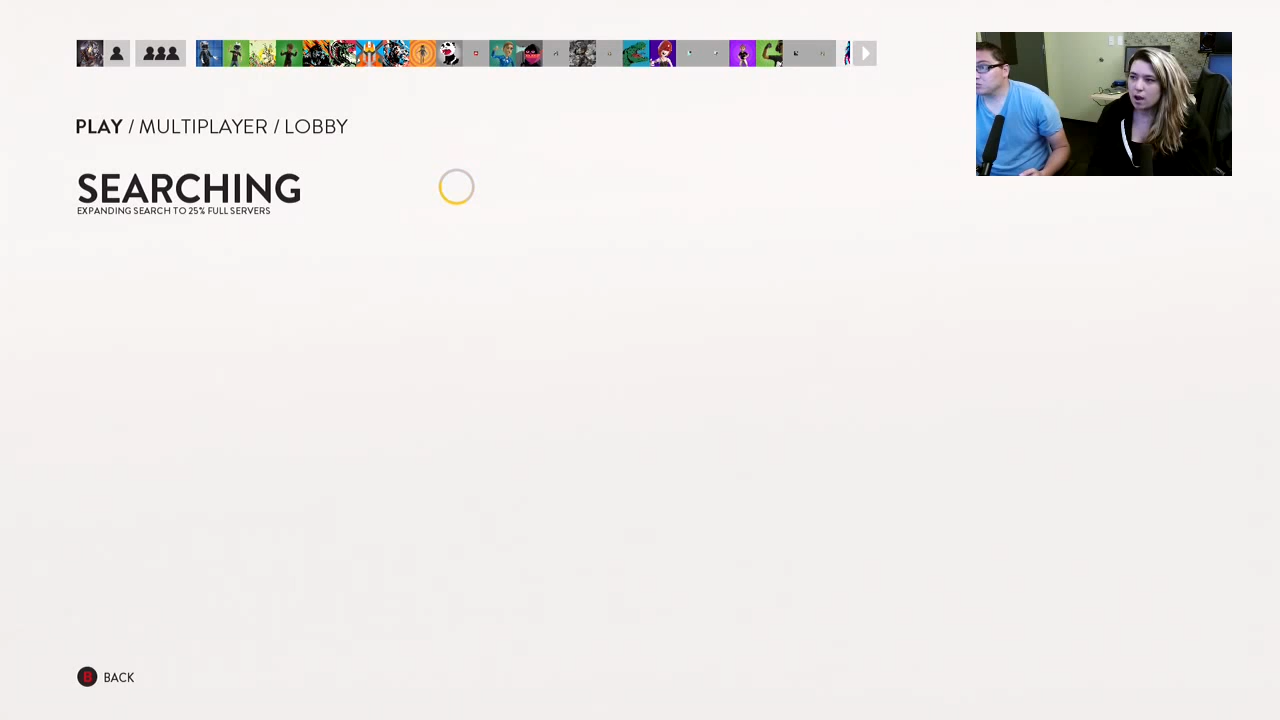 PLAY / MULTIPLAYER / LOBBY
SEARCHING
EXPANDING SEARCH TO 25% FULL SERVERS
B BACK